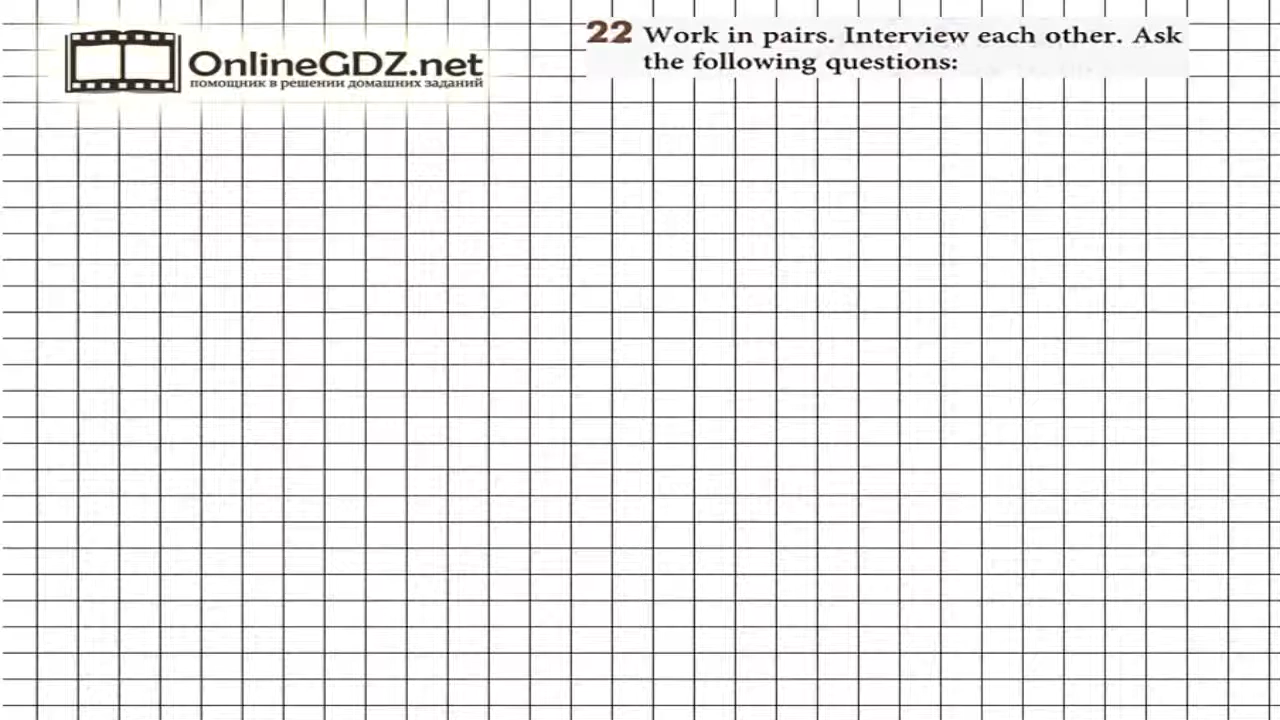 OnlineGDZ.net
помощник в решении домашних заданий
22 Work in pairs. Interview each other. Ask
the following questions: